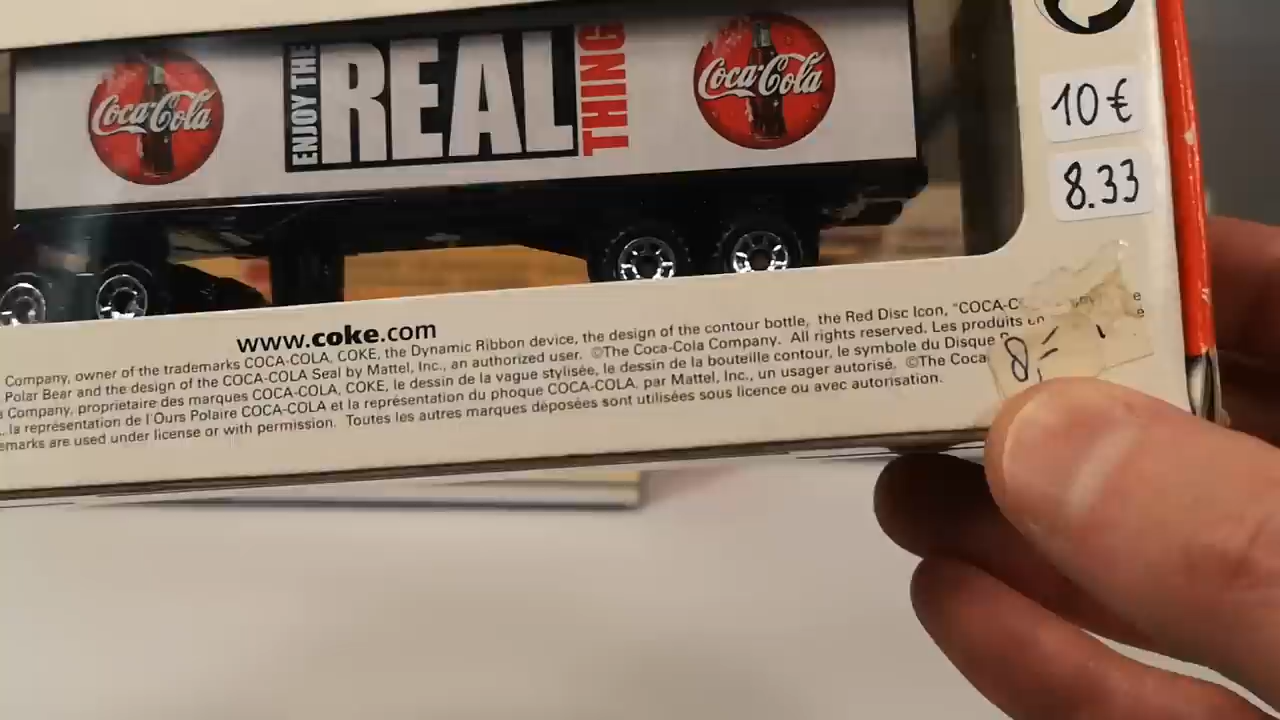 Coca-Cola
ENJOY THE
REAL
THING
Coca-Cola
10 €
8.33
www.coke.com
Company, owner of the trademarks COCA-COLA, COKE, the Dynamic Ribbon device, the design of the contour bottle, the Red Disc Icon, "COCA-C
Polar Bear and the design of the COCA-COLA Seal by Mattel, Inc., an authorized user. ©The Coca-Cola Company. All rights reserved. Les produits
Company, proprietaire des marques COCA-COLA, COKE, le dessin de la vague stylisée, le dessin de la bouteille contour, le symbole du Disque
la représentation de l'Ours Polaire COCA-COLA et la représentation du phoque COCA-COLA, par Mattel, Inc., un usager autorisé. ©The Coca
emarks are used under license or with permission. Toutes les autres marques déposées sont utilisées sous licence ou avec autorisation.
8,-